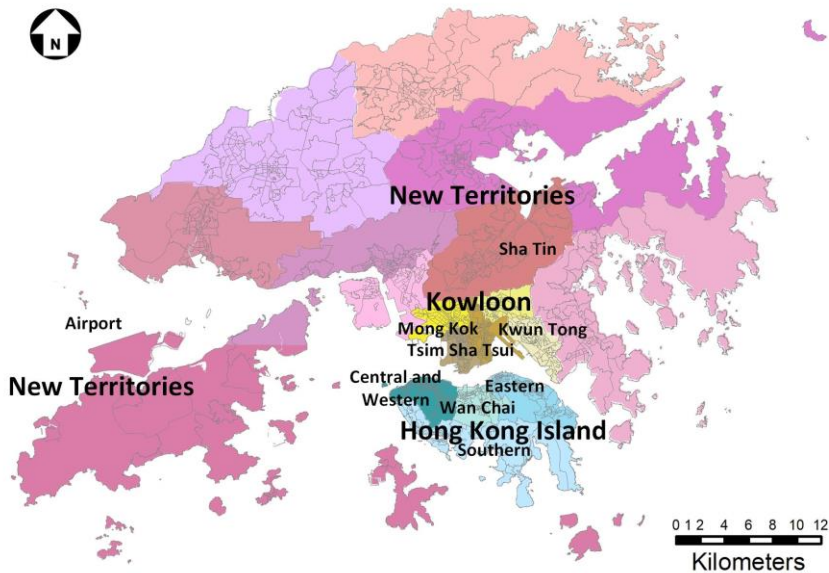 N
New Territories
Sha Tin
Kowloon
Airport
Mong Kok
Kwun Tong
Tsim Sha Tsui
New Territories
Central and
Western
Eastern
Wan Chai
Hong Kong Island
Southern
0 1 2 4 6 8 10 12
Kilometers